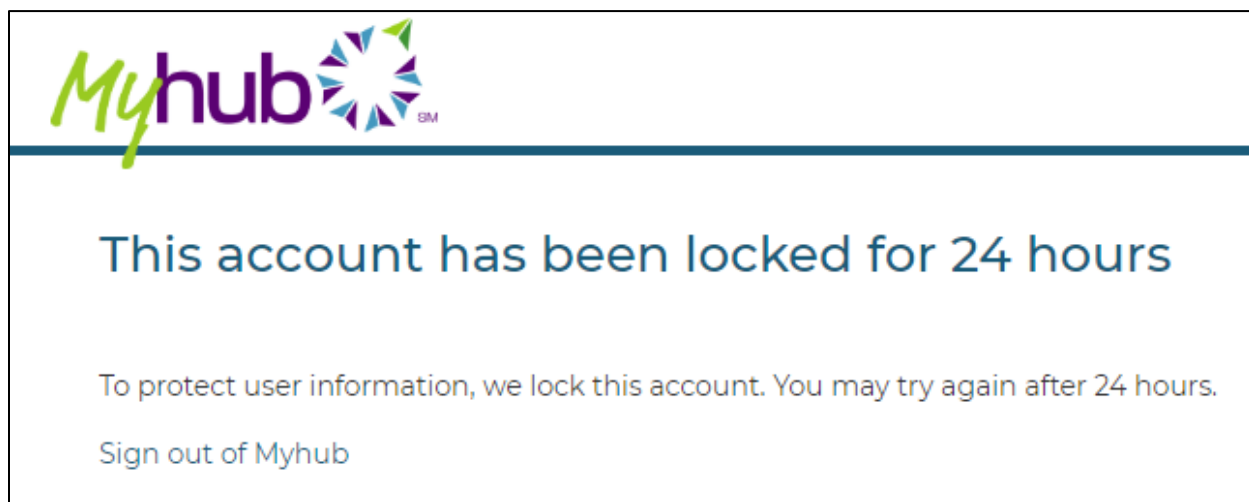 Myhub SM
This account has been locked for 24 hours
To protect user information, we lock this account. You may try again after 24 hours.
Sign out of Myhub